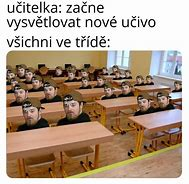 učitelka: začne
vysvětlovat nové učivo
všichni ve třídě: